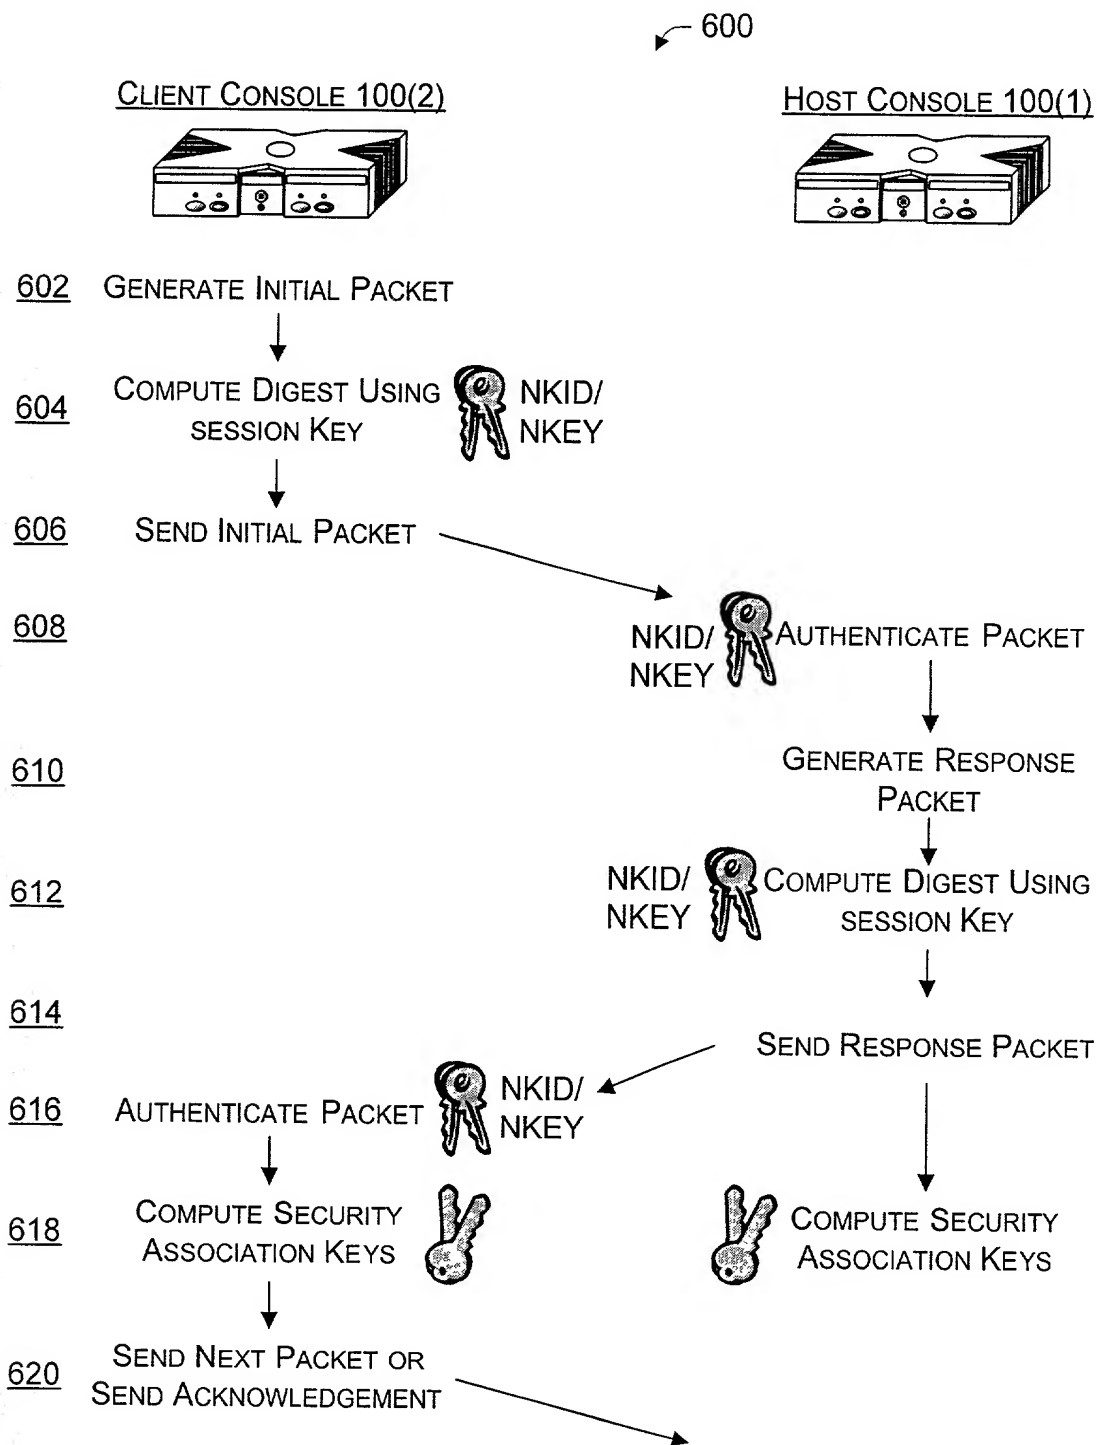 600
CLIENT CONSOLE 100(2)
HOST CONSOLE 100(1)
602 GENERATE INITIAL PACKET
604 COMPUTE DIGEST USING
SESSION KEY
NKID/
NKEY
606 SEND INITIAL PACKET
608 NKID/
NKEY
AUTHENTICATE PACKET
610 GENERATE RESPONSE
PACKET
612 NKID/
NKEY
COMPUTE DIGEST USING
SESSION KEY
614 SEND RESPONSE PACKET
616 AUTHENTICATE PACKET
NKID/
NKEY
618 COMPUTE SECURITY
ASSOCIATION KEYS
COMPUTE SECURITY
ASSOCIATION KEYS
620 SEND NEXT PACKET OR
SEND ACKNOWLEDGEMENT